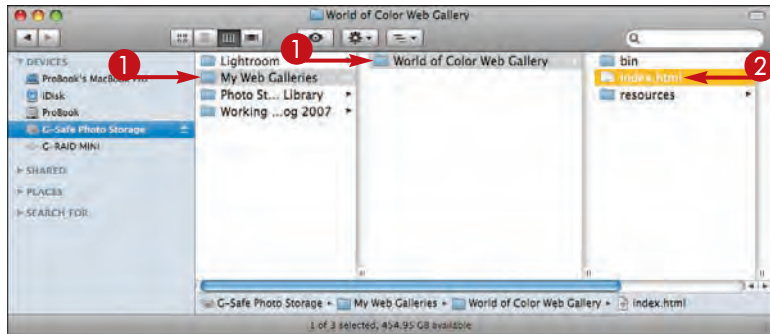 World of Color Web Gallery
DEVICES
ProBook's MacBook Pro
iDisk
ProBook
G-Safe Photo Storage
G-RAID MINI
SHARED
PLACES
SEARCH FOR
1
Lightroom
My Web Galleries
Photo St... Library
Working ...og 2007
1
World of Color Web Gallery
bin
index.html
resources
2
G-Safe Photo Storage ▸ My Web Galleries ▸ World of Color Web Gallery ▸ index.html
1 of 3 selected, 454.95 GB available